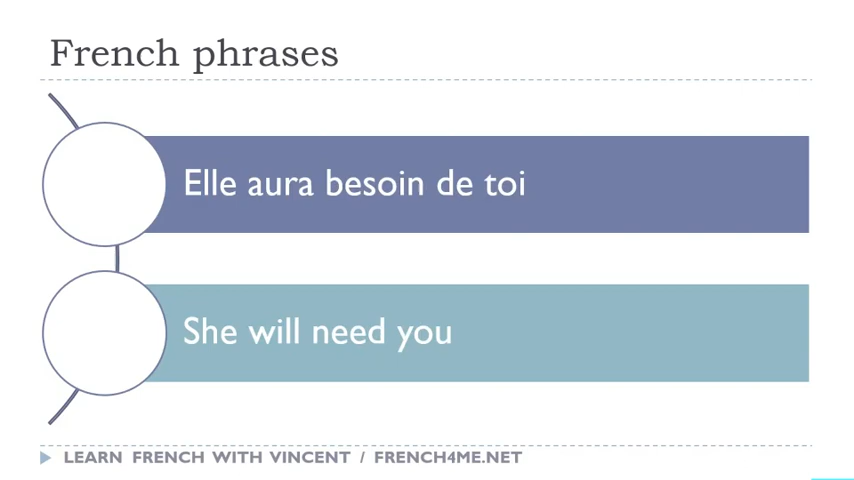 French phrases
Elle aura besoin de toi
She will need you
LEARN FRENCH WITH VINCENT / FRENCH4ME.NET